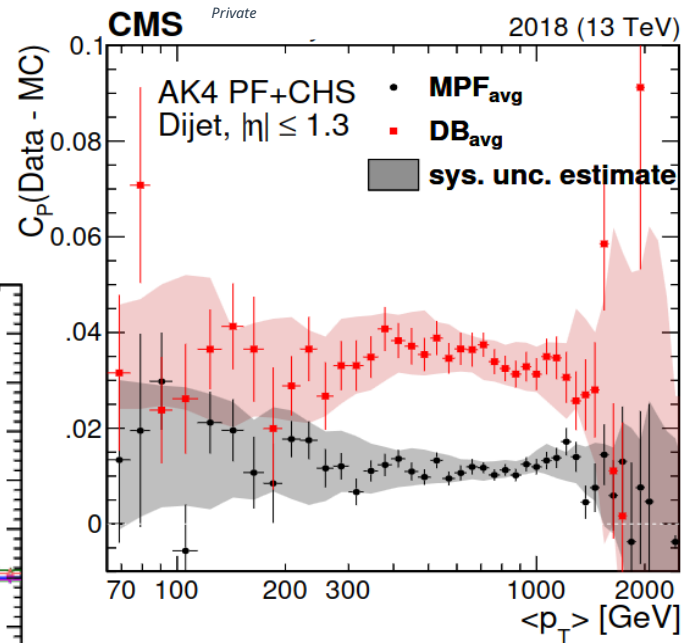 CMS Private 2018 (13 TeV)
AK4 PF+CHS
Dijet, |η| ≤ 1.3
MPFavg
DBavg
sys. unc. estimate
CP(Data - MC)
0.1
0.08
0.06
.04
.02
0
70 100 200 300 1000 2000
<pT> [GeV]